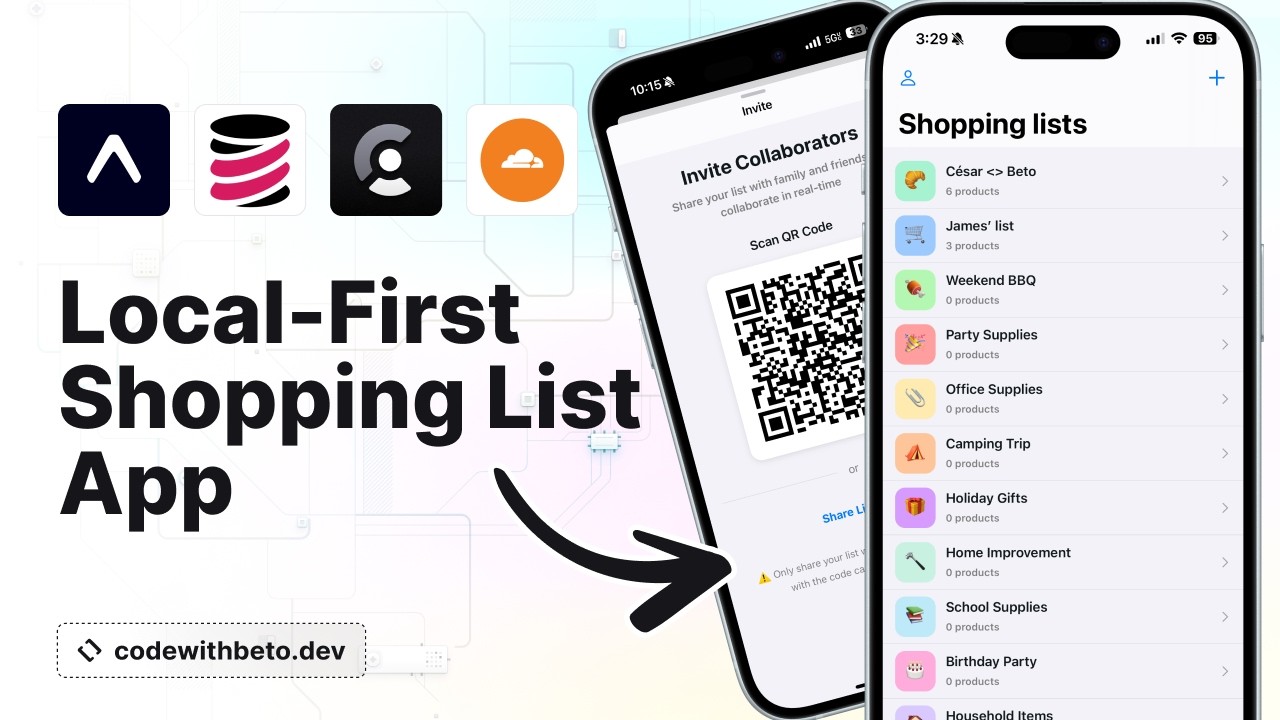 Local-First
Shopping List
App
codewithbeto.dev
10:15
5G
33
Invite
Invite Collaborators
Share your list with family and friends
collaborate in real-time
Scan QR Code
or
Share Li
⚠️ Only share your list w
with the code ca
3:29
95
Shopping lists
César <> Beto
6 products
James’ list
3 products
Weekend BBQ
0 products
Party Supplies
0 products
Office Supplies
0 products
Camping Trip
0 products
Holiday Gifts
0 products
Home Improvement
0 products
School Supplies
0 products
Birthday Party
0 products
Household Items